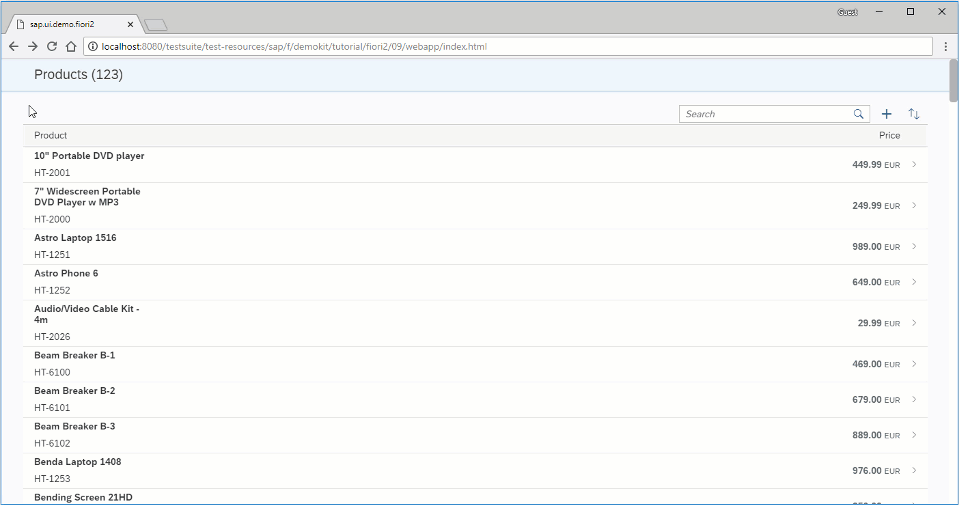 Guest
sap.ui.demo.fiori2
localhost:8080/testsuite/test-resources/sap/f/demokit/tutorial/fiori2/09/webapp/index.html
Products (123)
Search
Product Price
10" Portable DVD player
HT-2001
449.99 EUR
7" Widescreen Portable
DVD Player w MP3
HT-2000
249.99 EUR
Astro Laptop 1516
HT-1251
989.00 EUR
Astro Phone 6
HT-1252
649.00 EUR
Audio/Video Cable Kit -
4m
HT-2026
29.99 EUR
Beam Breaker B-1
HT-6100
469.00 EUR
Beam Breaker B-2
HT-6101
679.00 EUR
Beam Breaker B-3
HT-6102
889.00 EUR
Benda Laptop 1408
HT-1253
976.00 EUR
Bending Screen 21HD